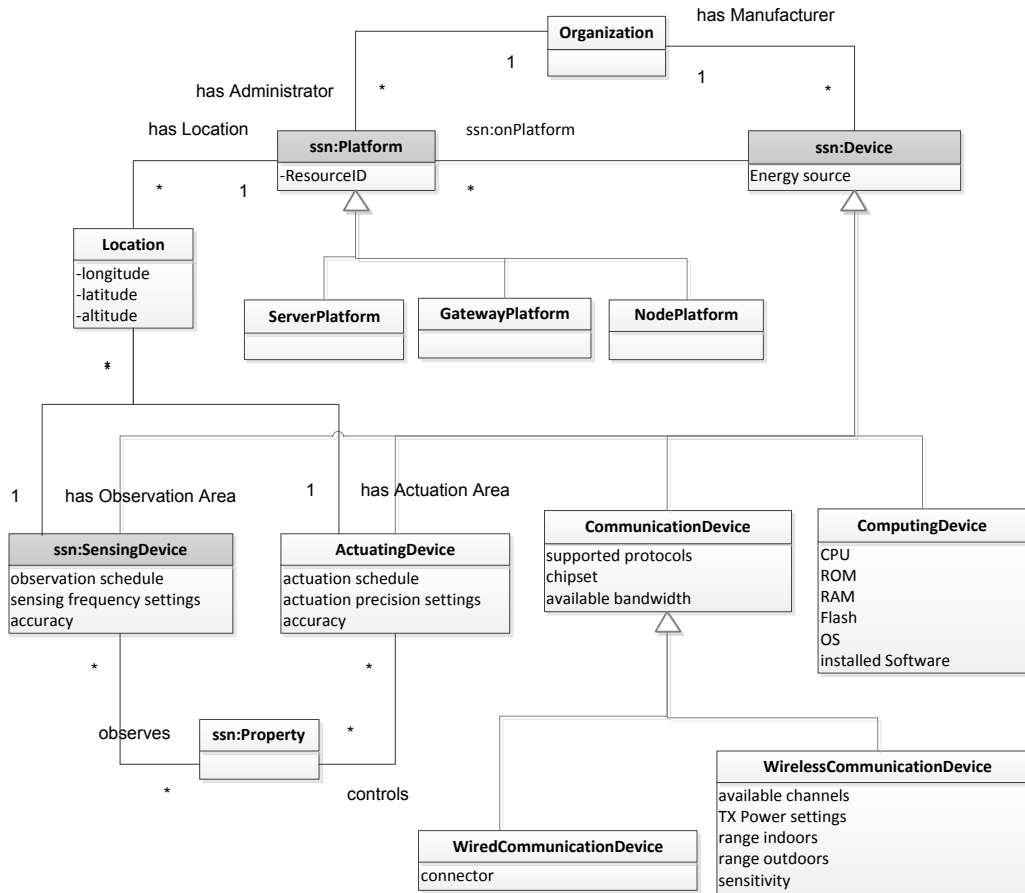 has Manufacturer
Organization
1
1
has Administrator
*
*
has Location
ssn:onPlatform
ssn:Platform
-ResourceID
ssn:Device
Energy source
*
1
*
Location
-longitude
-latitude
-altitude
ServerPlatform
GatewayPlatform
NodePlatform
*
1
has Observation Area
1
has Actuation Area
ssn:SensingDevice
observation schedule
sensing frequency settings
accuracy
ActuatingDevice
actuation schedule
actuation precision settings
accuracy
CommunicationDevice
supported protocols
chipset
available bandwidth
ComputingDevice
CPU
ROM
RAM
Flash
OS
installed Software
*
*
observes
ssn:Property
*
*
controls
WiredCommunicationDevice
connector
WirelessCommunicationDevice
available channels
TX Power settings
range indoors
range outdoors
sensitivity